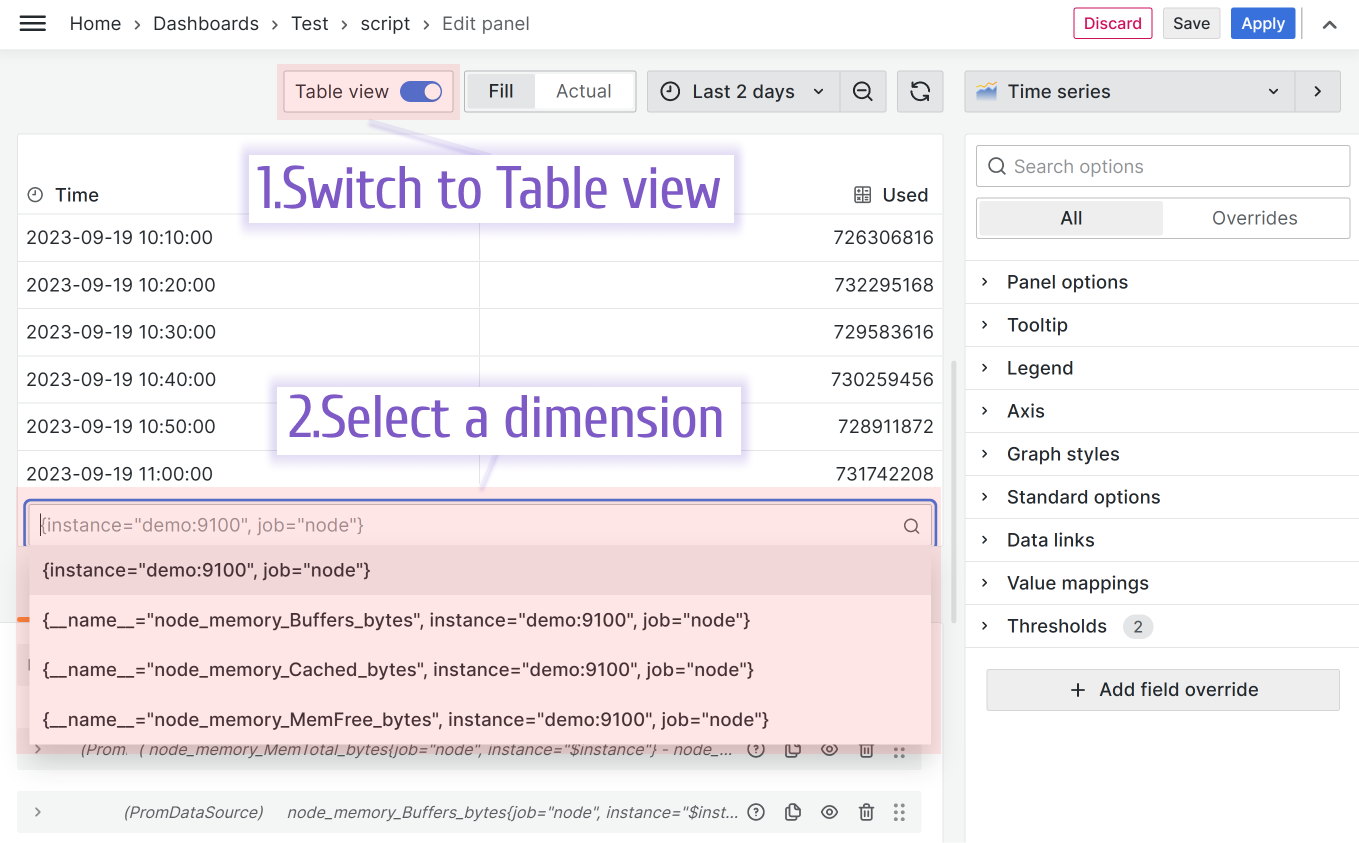 Home › Dashboards › Test › script › Edit panel
Discard Save Apply
Table view Fill Actual Last 2 days Time series
1.Switch to Table view
Search options
Time Used
All Overrides
2023-09-19 10:10:00 726306816
2023-09-19 10:20:00 732295168
Panel options
2023-09-19 10:30:00 729583616
Tooltip
2023-09-19 10:40:00 730259456
Legend
2.Select a dimension
Axis
2023-09-19 10:50:00 728911872
Graph styles
2023-09-19 11:00:00 731742208
Standard options
{instance="demo:9100", job="node"}
Data links
{instance="demo:9100", job="node"}
Value mappings
{__name__="node_memory_Buffers_bytes", instance="demo:9100", job="node"}
Thresholds 2
{__name__="node_memory_Cached_bytes", instance="demo:9100", job="node"}
+ Add field override
{__name__="node_memory_MemFree_bytes", instance="demo:9100", job="node"}
(Prom. ( node_memory_MemTotal_bytes{job="node", instance="$instance"} - node_...
(PromDataSource) node_memory_Buffers_bytes{job="node", instance="$inst...